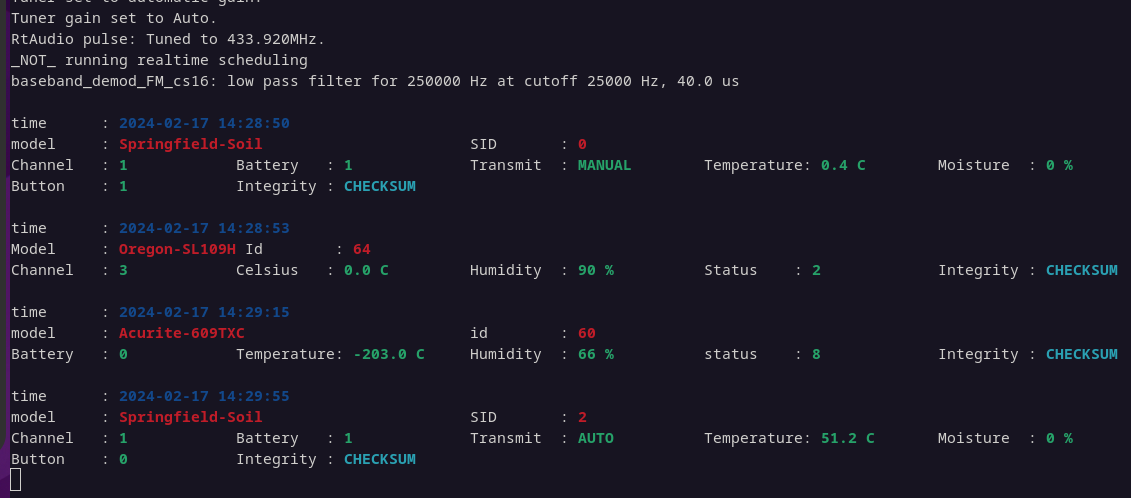 Tuner set to automatic gain.
Tuner gain set to Auto.
RtAudio pulse: Tuned to 433.920MHz.
_NOT_ running realtime scheduling
baseband_demod_FM_cs16: low pass filter for 250000 Hz at cutoff 25000 Hz, 40.0 us
time : 2024-02-17 14:28:50
model : Springfield-Soil SID : 0
Channel : 1 Battery : 1 Transmit : MANUAL Temperature: 0.4 C Moisture : 0 %
Button : 1 Integrity : CHECKSUM
time : 2024-02-17 14:28:53
Model : Oregon-SL109H Id : 64
Channel : 3 Celsius : 0.0 C Humidity : 90 % Status : 2 Integrity : CHECKSUM
time : 2024-02-17 14:29:15
model : Acurite-609TXC id : 60
Battery : 0 Temperature: -203.0 C Humidity : 66 % status : 8 Integrity : CHECKSUM
time : 2024-02-17 14:29:55
model : Springfield-Soil SID : 2
Channel : 1 Battery : 1 Transmit : AUTO Temperature: 51.2 C Moisture : 0 %
Button : 0 Integrity : CHECKSUM